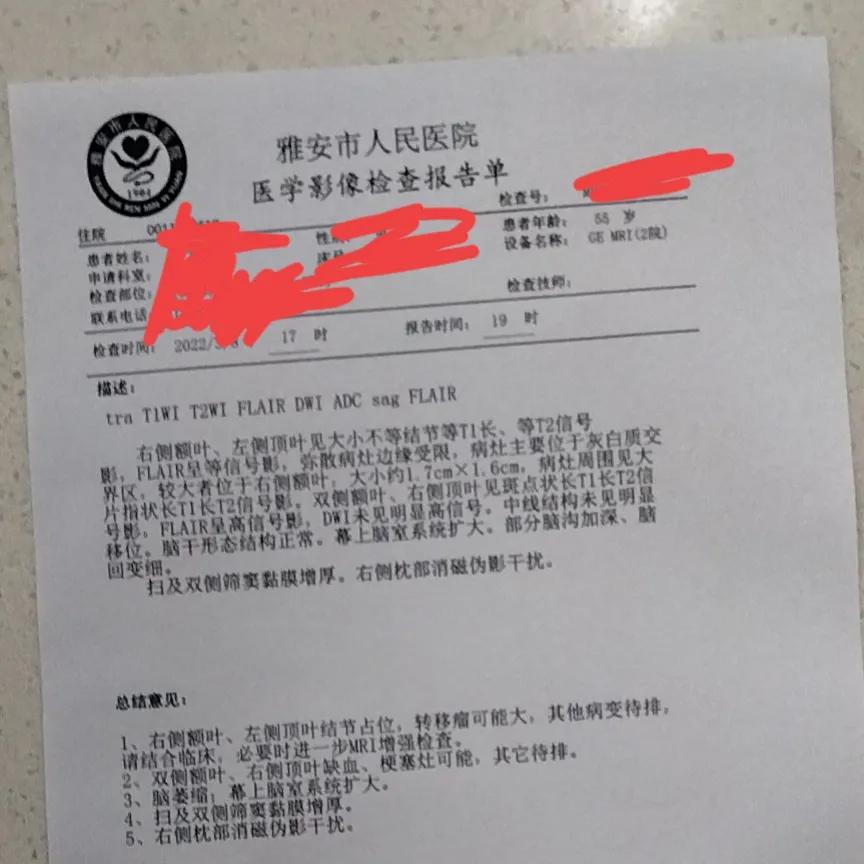 雅安市人民医院
1904
雅安市人民医院
医学影像检查报告单
检查号:
住院 001
性
患者年龄: 55 岁
患者姓名:
设备名称: GE MRI(2院)
申请科室:
床号
检查部位:
检查技师:
联系电话
检查时间: 2022/3/ 17 时 报告时间: 19 时
描述:
tra T1WI T2WI FLAIR DWI ADC sag FLAIR
右侧额叶、左侧顶叶见大小不等结节等T1长、等T2信号
影,FLAIR呈等信号影,弥散病灶边缘受限,病灶主要位于灰白质交
界区,较大者位于右侧额叶,大小约1.7cm×1.6cm,病灶周围见大
片指状长T1长T2信号影。双侧额叶、右侧顶叶见斑点状长T1长T2信
号影,FLAIR呈高信号影,DWI未见明显高信号。中线结构未见明显
移位。脑干形态结构正常。幕上脑室系统扩大。部分脑沟加深、脑
回变细。
扫及双侧筛窦黏膜增厚。右侧枕部消磁伪影干扰。
总结意见:
1、右侧额叶、左侧顶叶结节占位,转移瘤可能大,其他病变待排,
请结合临床,必要时进一步MRI增强检查。
2、双侧额叶、右侧顶叶缺血、梗塞灶可能,其它待排。
3、脑萎缩;幕上脑室系统扩大。
4、扫及双侧筛窦黏膜增厚。
5、右侧枕部消磁伪影干扰。